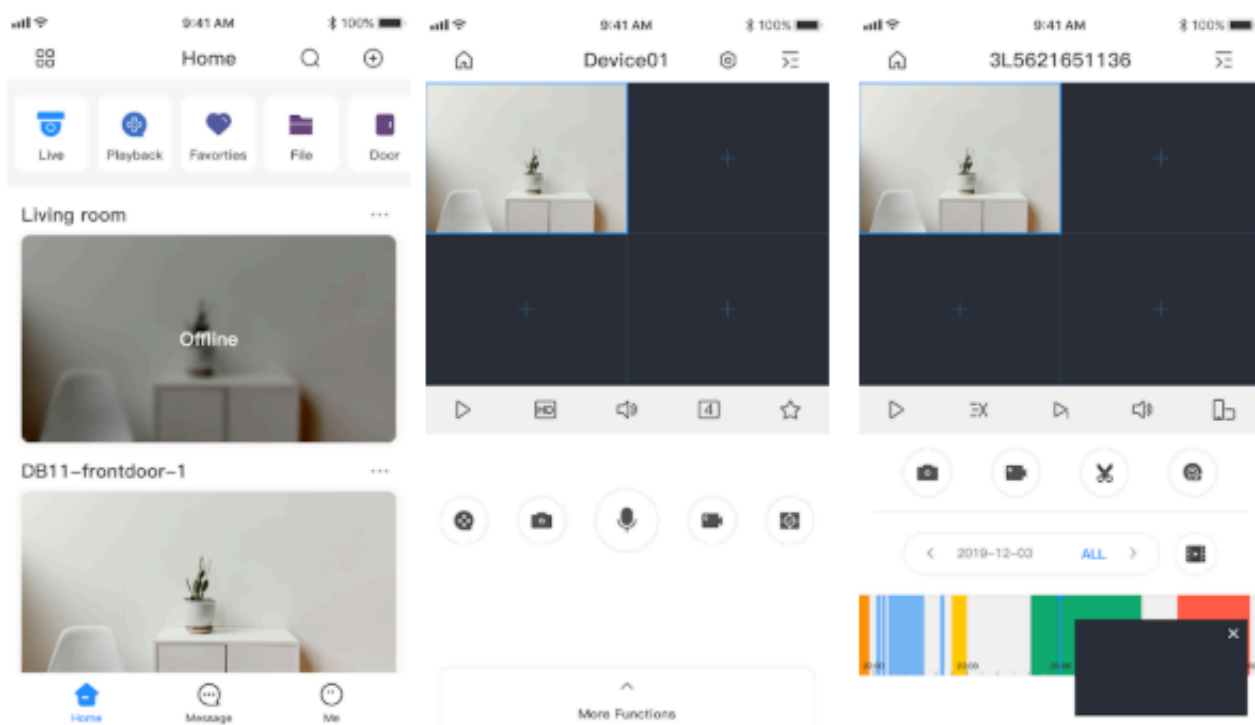 9:41 AM
100%
Home
Live
Playback
Favorties
File
Door
Living room
Offline
DB11-frontdoor-1
Home
Message
Me
9:41 AM
100%
Device01
HD
4
More Functions
9:41 AM
100%
3L5621651136
2019-12-03
ALL